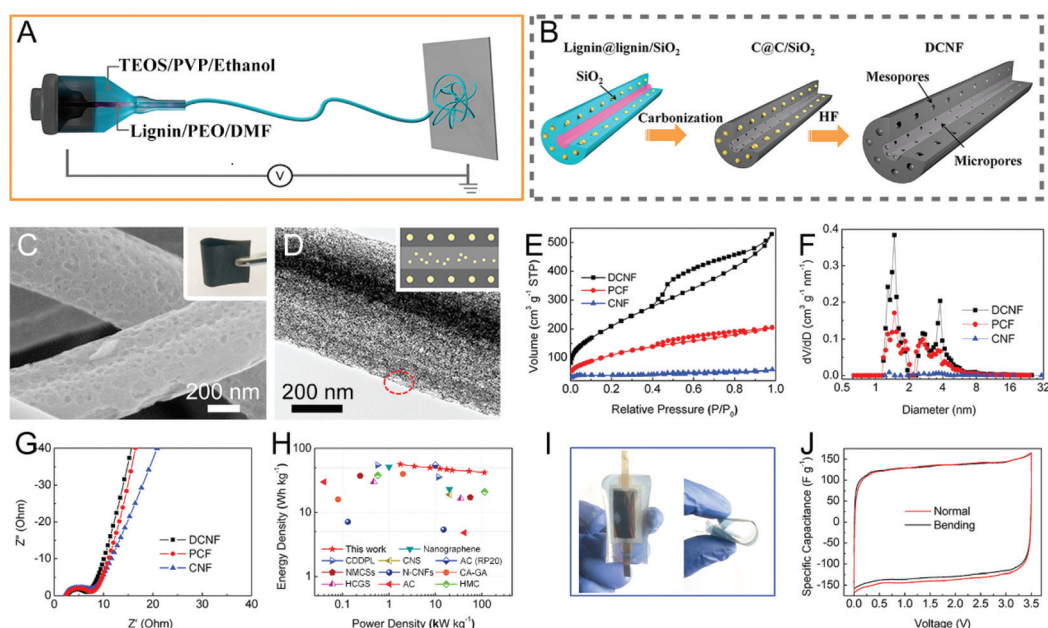 A
TEOS/PVP/Ethanol
Lignin/PEO/DMF
V
B
Lignin@lignin/SiO2
C@C/SiO2
DCNF
SiO2
Mesopores
Carbonization
HF
Micropores
C
200 nm
D
200 nm
E
Volume (cm3 g-1 STP)
500
400
300
200
100
DCNF
PCF
CNF
0.0 0.2 0.4 0.6 0.8 1.0
Relative Pressure (P/P0)
F
dV/dD (cm3 g-1 nm-1)
0.4
0.3
0.2
0.1
0.0
DCNF
PCF
CNF
0.5 1 2 4 8 16 32
Diameter (nm)
G
Z'' (Ohm)
-40
-30
-20
-10
0
DCNF
PCF
CNF
0 10 20 30 40
Z' (Ohm)
H
Energy Density (Wh kg-1)
100
10
1
This work
Nanographene
CDDPL
CNS
AC (RP20)
NMCSs
N-CNFs
CA-GA
HCGS
AC
HMC
0.1 1 10 100
Power Density (kW kg-1)
I
J
Specific Capacitance (F g-1)
150
100
50
0
-50
-100
-150
Normal
Bending
0.0 0.5 1.0 1.5 2.0 2.5 3.0 3.5
Voltage (V)